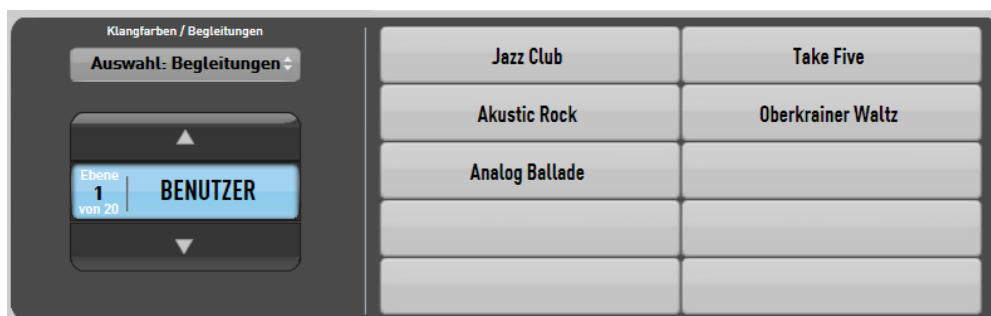 Klangfarben / Begleitungen
Auswahl: Begleitungen
Ebene
1
von 20
BENUTZER
Jazz Club
Take Five
Akustic Rock
Oberkrainer Waltz
Analog Ballade